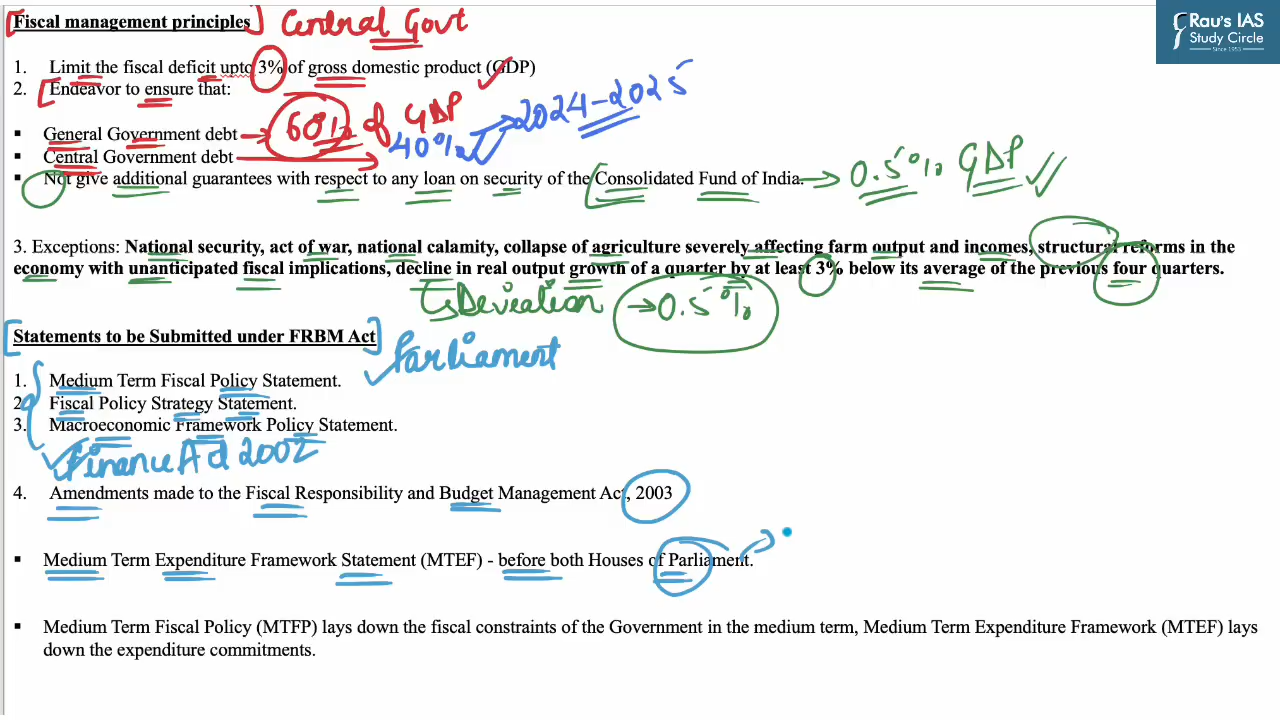 [Fiscal management principles] Central Govt
Rau's IAS
Study Circle
Since 1953
1. Limit the fiscal deficit upto 3% of gross domestic product (GDP)
2. Endeavor to ensure that:
▪ General Government debt → 60% of GDP
▪ Central Government debt → 40% → 2024-2025
▪ Not give additional guarantees with respect to any loan on security of the Consolidated Fund of India. → 0.5% GDP
3. Exceptions: National security, act of war, national calamity, collapse of agriculture severely affecting farm output and incomes, structural reforms in the
economy with unanticipated fiscal implications, decline in real output growth of a quarter by at least 3% below its average of the previous four quarters.
Deviation → 0.5%
[Statements to be Submitted under FRBM Act]
Parliament
1. Medium Term Fiscal Policy Statement.
2. Fiscal Policy Strategy Statement.
3. Macroeconomic Framework Policy Statement.
Finance Ad 2002
4. Amendments made to the Fiscal Responsibility and Budget Management Act, 2003
▪ Medium Term Expenditure Framework Statement (MTEF) - before both Houses of Parliament.
▪ Medium Term Fiscal Policy (MTFP) lays down the fiscal constraints of the Government in the medium term, Medium Term Expenditure Framework (MTEF) lays
down the expenditure commitments.